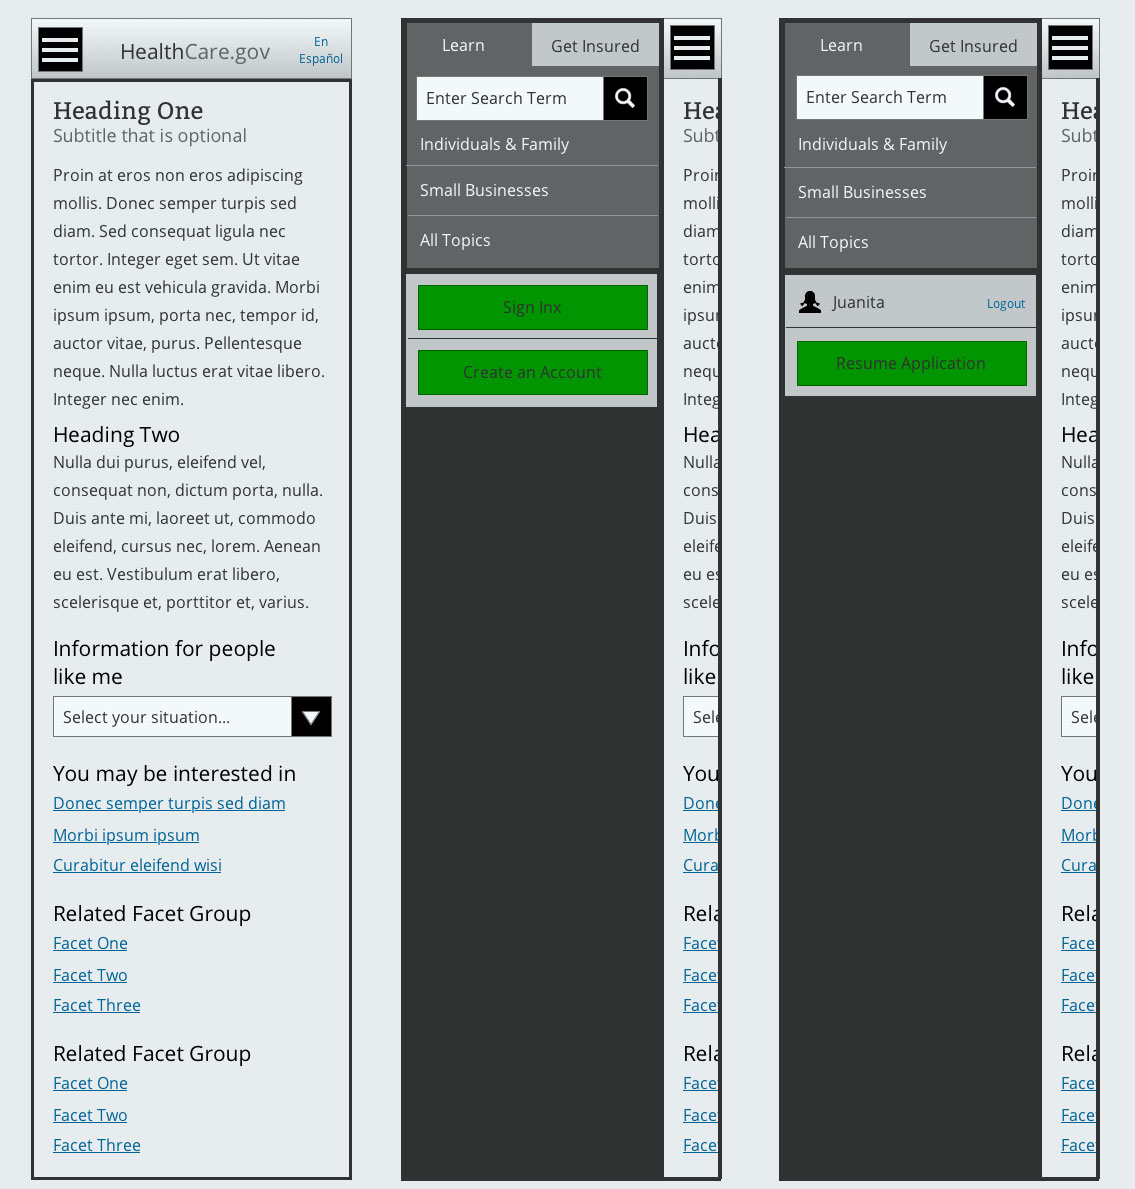 HealthCare.gov
En
Español
Heading One
Subtitle that is optional
Proin at eros non eros adipiscing
mollis. Donec semper turpis sed
diam. Sed consequat ligula nec
tortor. Integer eget sem. Ut vitae
enim eu est vehicula gravida. Morbi
ipsum ipsum, porta nec, tempor id,
auctor vitae, purus. Pellentesque
neque. Nulla luctus erat vitae libero.
Integer nec enim.
Heading Two
Nulla dui purus, eleifend vel,
consequat non, dictum porta, nulla.
Duis ante mi, laoreet ut, commodo
eleifend, cursus nec, lorem. Aenean
eu est. Vestibulum erat libero,
scelerisque et, porttitor et, varius.
Information for people
like me
Select your situation...
You may be interested in
Donec semper turpis sed diam
Morbi ipsum ipsum
Curabitur eleifend wisi
Related Facet Group
Facet One
Facet Two
Facet Three
Related Facet Group
Facet One
Facet Two
Facet Three
Learn
Get Insured
Enter Search Term
Individuals & Family
Small Businesses
All Topics
Sign Inx
Create an Account
Hea
Subt
Proin
molli
diam
torto
enim
ipsu
aucto
nequ
Integ
Hea
Nulla
cons
Duis
eleife
eu es
scele
Info
like
Sele
You
Done
Morb
Cura
Rela
Face
Face
Face
Rela
Face
Face
Face
Learn
Get Insured
Enter Search Term
Individuals & Family
Small Businesses
All Topics
Juanita
Logout
Resume Application
Hea
Subt
Proin
molli
diam
torto
enim
ipsu
aucto
nequ
Integ
Hea
Nulla
cons
Duis
eleife
eu es
scele
Info
like
Sele
You
Done
Morb
Cura
Rela
Face
Face
Face
Rela
Face
Face
Face